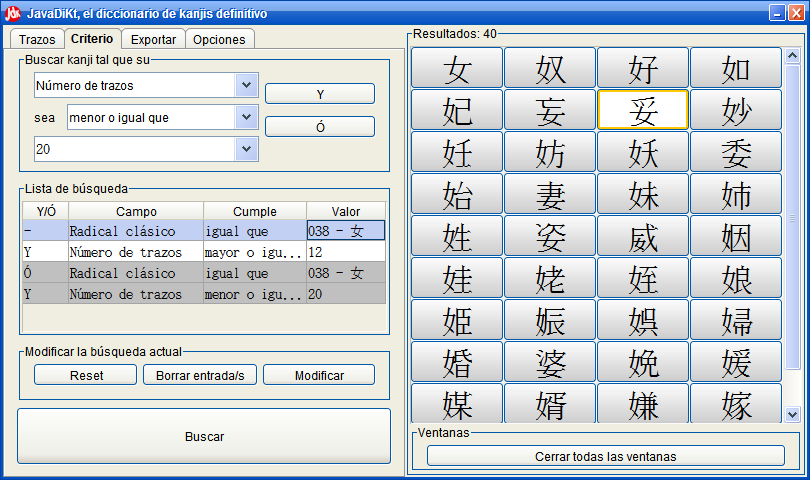 JavaDiKt, el diccionario de kanjis definitivo
Trazos Criterio Exportar Opciones
Buscar kanji tal que su
Número de trazos
Y
sea menor o igual que
Ó
20
Lista de búsqueda
Y/Ó Campo Cumple Valor
- Radical clásico igual que 038 - 女
Y Número de trazos mayor o igu... 12
Ó Radical clásico igual que 038 - 女
Y Número de trazos menor o igu... 20
Modificar la búsqueda actual
Reset Borrar entrada/s Modificar
Buscar
Resultados: 40
女 奴 好 如
妃 妄 妥 妙
妊 妨 妖 委
始 妻 妹 姉
姓 姿 威 姻
娃 姥 姪 娘
姫 娠 娯 婦
婚 婆 娩 媛
媒 婿 嫌 嫁
Ventanas
Cerrar todas las ventanas